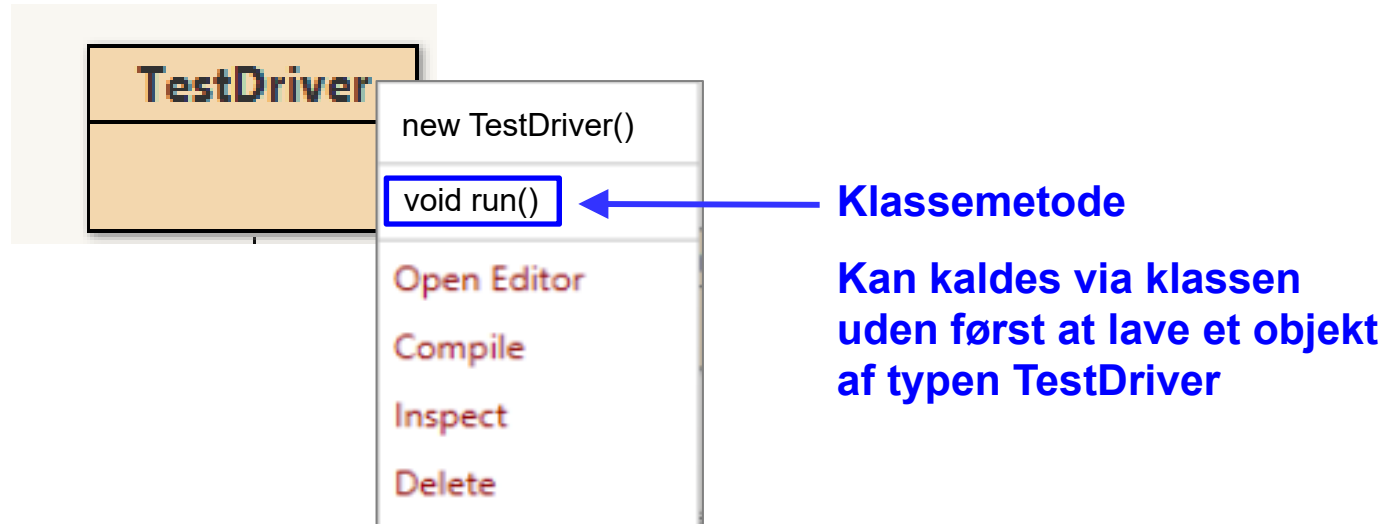 TestDriver
new TestDriver()
void run()
Open Editor
Compile
Inspect
Delete
Klassemetode
Kan kaldes via klassen
uden først at lave et objekt
af typen TestDriver